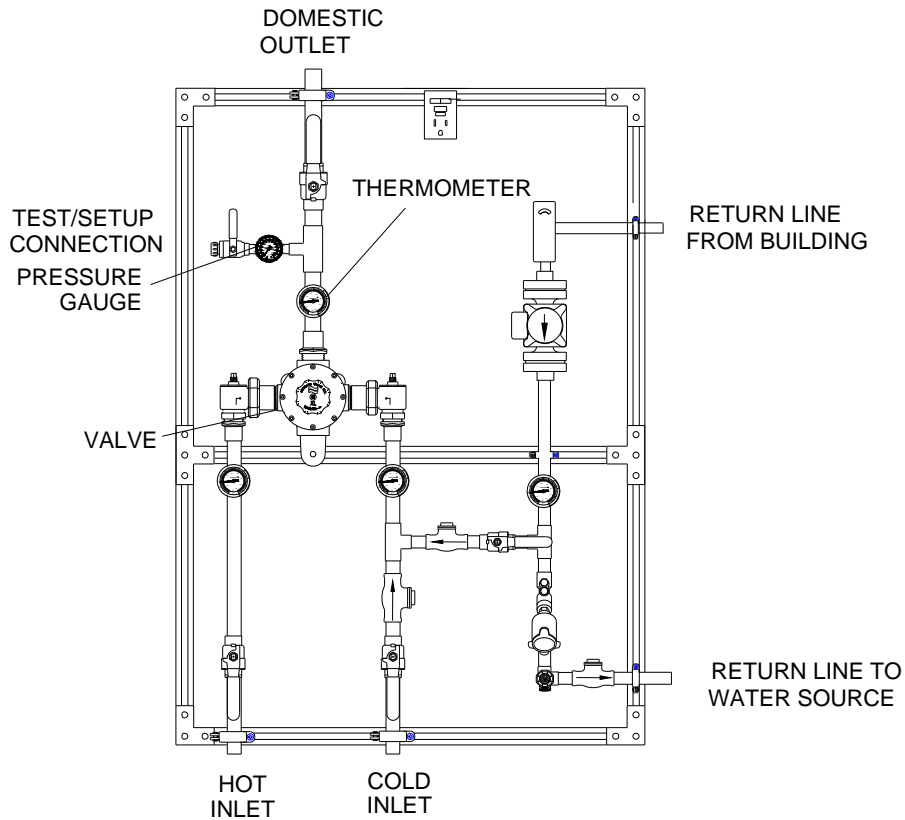 DOMESTIC
OUTLET
THERMOMETER
TEST/SETUP
CONNECTION
PRESSURE
GAUGE
RETURN LINE
FROM BUILDING
VALVE
RETURN LINE TO
WATER SOURCE
HOT
INLET
COLD
INLET